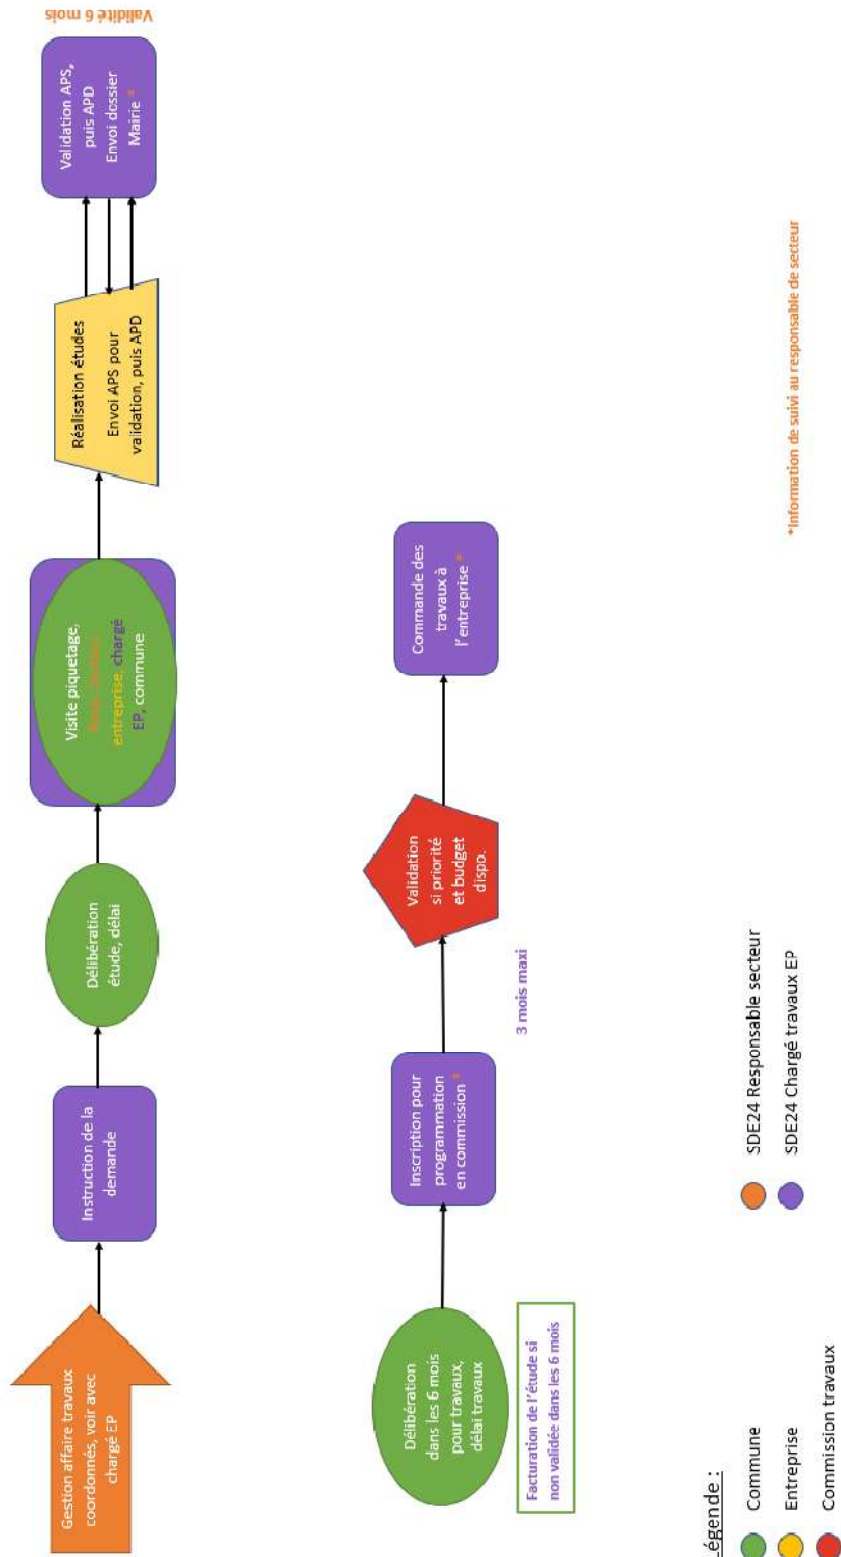 Gestion affaire travaux
coordonnés, voir avec
chargé EP
Instruction de la
demande
Délibération
étude, délai
Visite piquetage,
entreprise, chargé
EP, commune
Réalisation études
Envoi APS pour
validation, puis APD
Validation APS,
puis APD
Envoi dossier
Mairie *
Validité 6 mois
Délibération
dans les 6 mois
pour travaux,
délai travaux
Facturation de l'étude si
non validée dans les 6 mois
Inscription pour
programmation
en commission *
3 mois maxi
Validation
si priorité
et budget
dispo.
Commande des
travaux à
l'entreprise *
*Information de suivi au responsable de secteur
égende :
Commune
Entreprise
Commission travaux
SDE24 Responsable secteur
SDE24 Chargé travaux EP